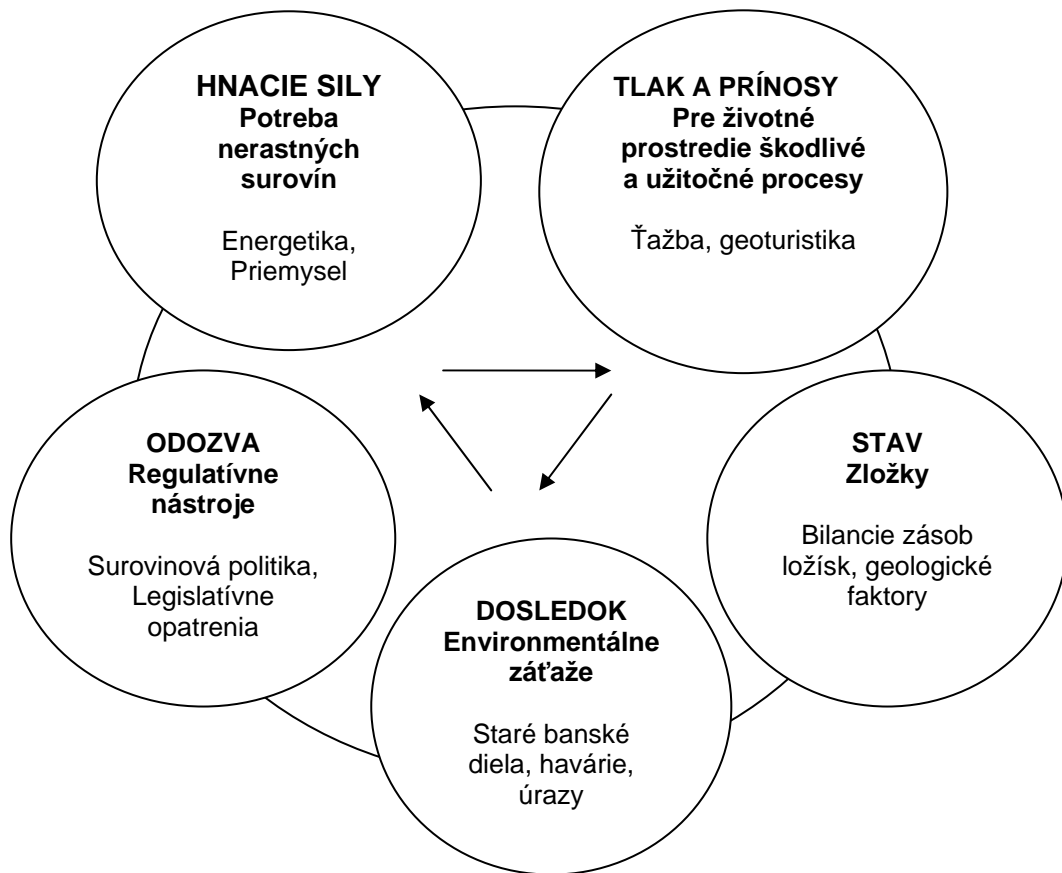 HNACIE SILY
Potreba
nerastných
surovín
Energetika,
Priemysel
TLAK A PRÍNOSY
Pre životné
prostredie škodlivé
a užitočné procesy
Ťažba, geoturistika
STAV
Zložky
Bilancie zásob
ložísk, geologické
faktory
DOSLEDOK
Environmentálne
záťaže
Staré banské
diela, havárie,
úrazy
ODOZVA
Regulatívne
nástroje
Surovinová politika,
Legislatívne
opatrenia